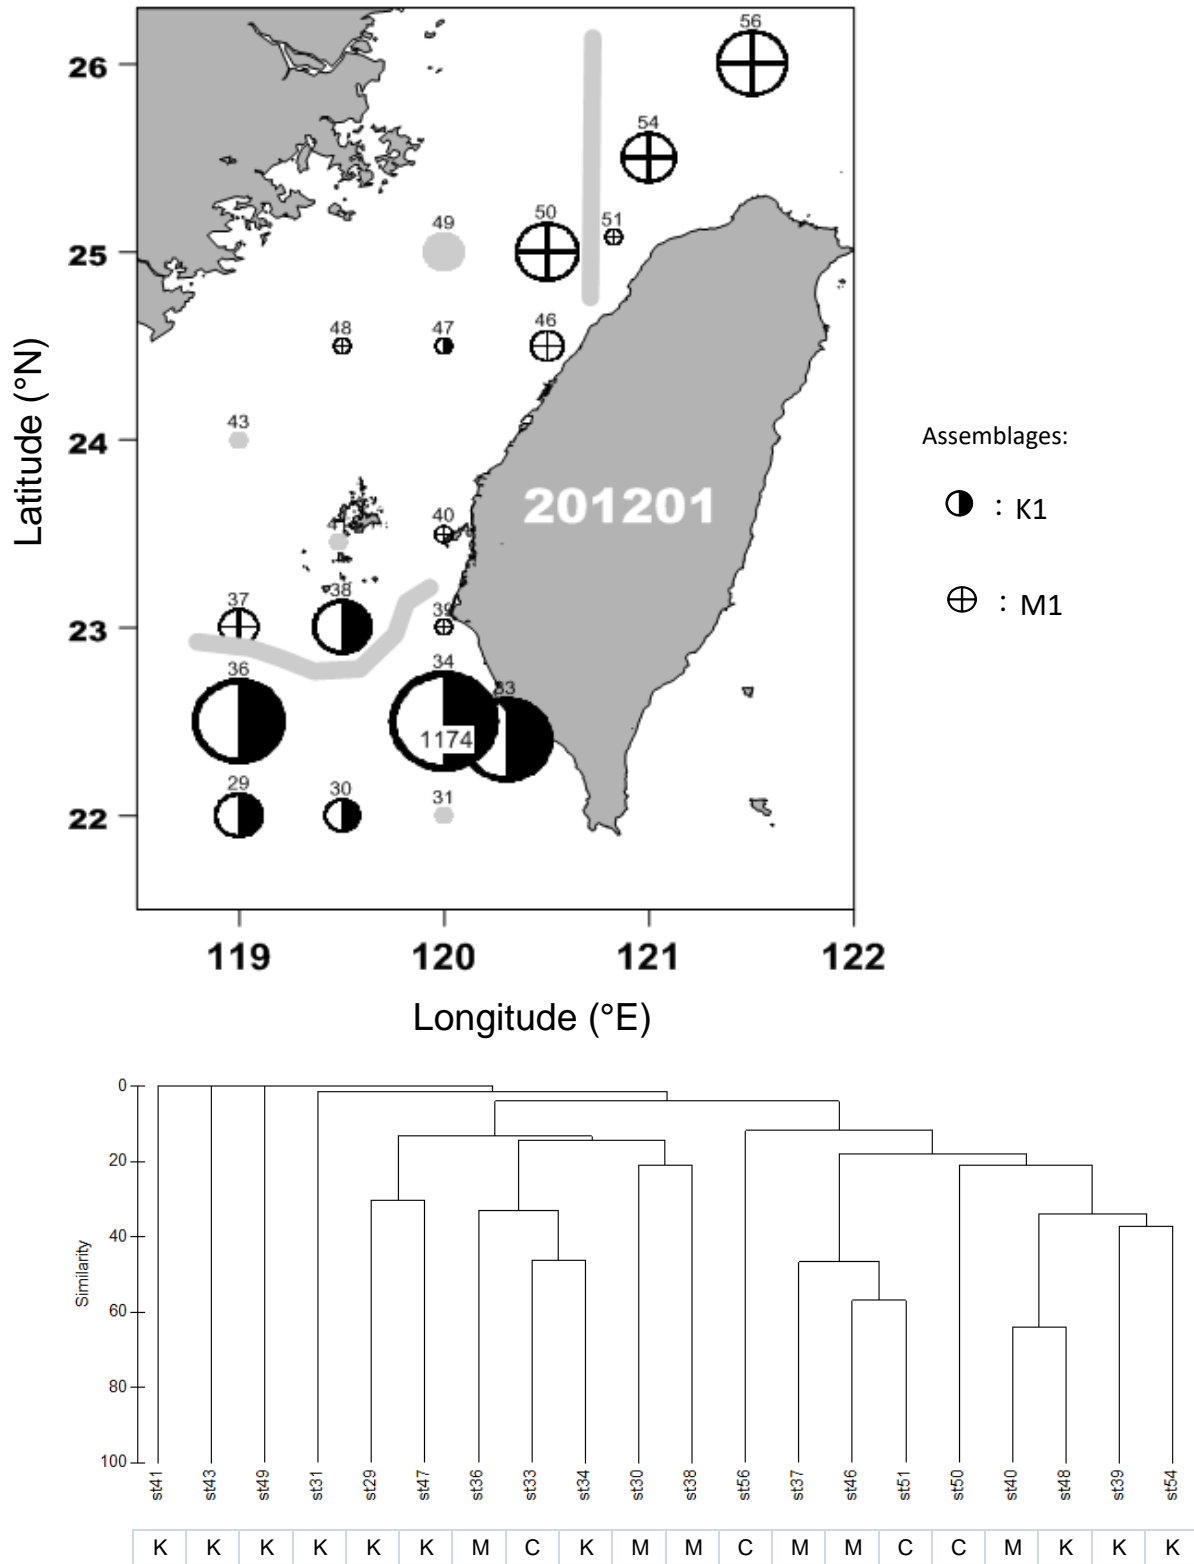 56
26
54
50
51
49
25
48
47
46
43
24
Assemblages:
201201
: K1
40
41
: M1
37
38
39
23
36
34
33
1174
29
30
31
22
Latitude (°N)
119
120
121
122
Longitude (°E)
0
20
40
60
80
100
Similarity
st41
st43
st49
st31
st29
st47
st36
st33
st34
st30
st38
st56
st37
st46
st51
st50
st40
st48
st39
st54
K K K K K K M C K M M C M M C C M K K K